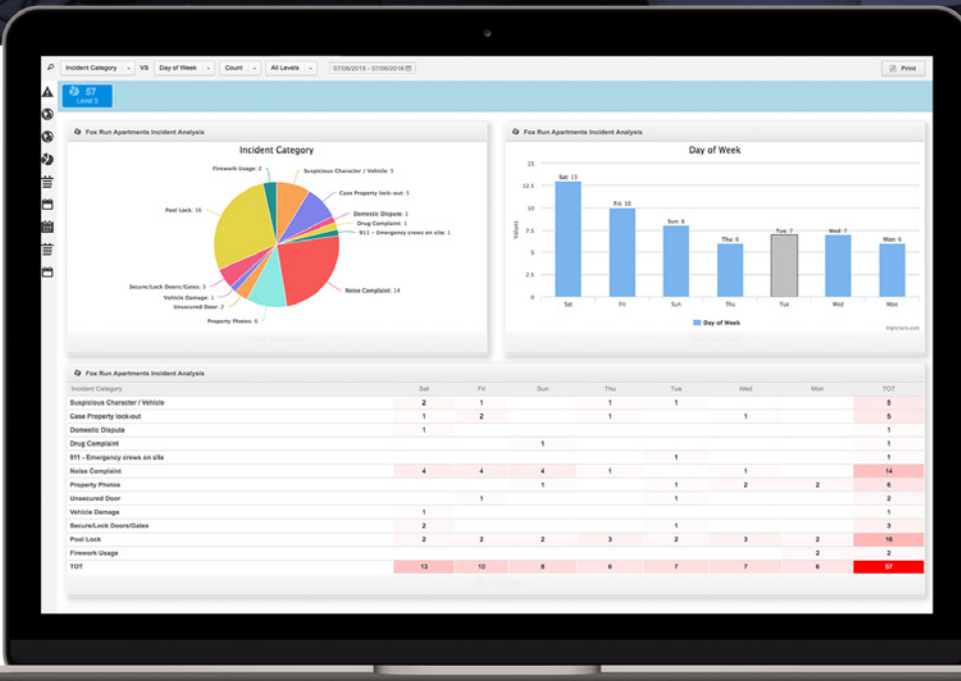 Incident Category VS Day of Week Count All Levels 07/06/2015 - 07/06/2016 Print
57
Level 5
Fox Run Apartments Incident Analysis
Incident Category
Firework Usage: 2
Suspicious Character / Vehicle: 5
Case Property lock-out: 5
Pool Lock: 16
Domestic Dispute: 1
Drug Complaint: 1
911 - Emergency crews on site: 1
Secure/Lock Doors/Gates: 3
Noise Complaint: 14
Vehicle Damage: 1
Unsecured Door: 2
Property Photos: 6
Fox Run Apartments Incident Analysis
Day of Week
Values
15
12.5
10
7.5
5
2.5
0
Sat: 13
Fri: 10
Sun: 8
Thu: 6
Tue: 7
Wed: 7
Mon: 6
Sat Fri Sun Thu Tue Wed Mon
Day of Week
Highcharts.com
Fox Run Apartments Incident Analysis
Incident Category Sat Fri Sun Thu Tue Wed Mon TOT
Suspicious Character / Vehicle 2 1 1 1 5
Case Property lock-out 1 2 1 1 5
Domestic Dispute 1 1
Drug Complaint 1 1
911 - Emergency crews on site 1 1
Noise Complaint 4 4 4 1 1 14
Property Photos 1 1 2 2 6
Unsecured Door 1 1 2
Vehicle Damage 1 1
Secure/Lock Doors/Gates 2 1 3
Pool Lock 2 2 2 3 2 3 2 16
Firework Usage 2 2
TOT 13 10 8 6 7 7 6 57